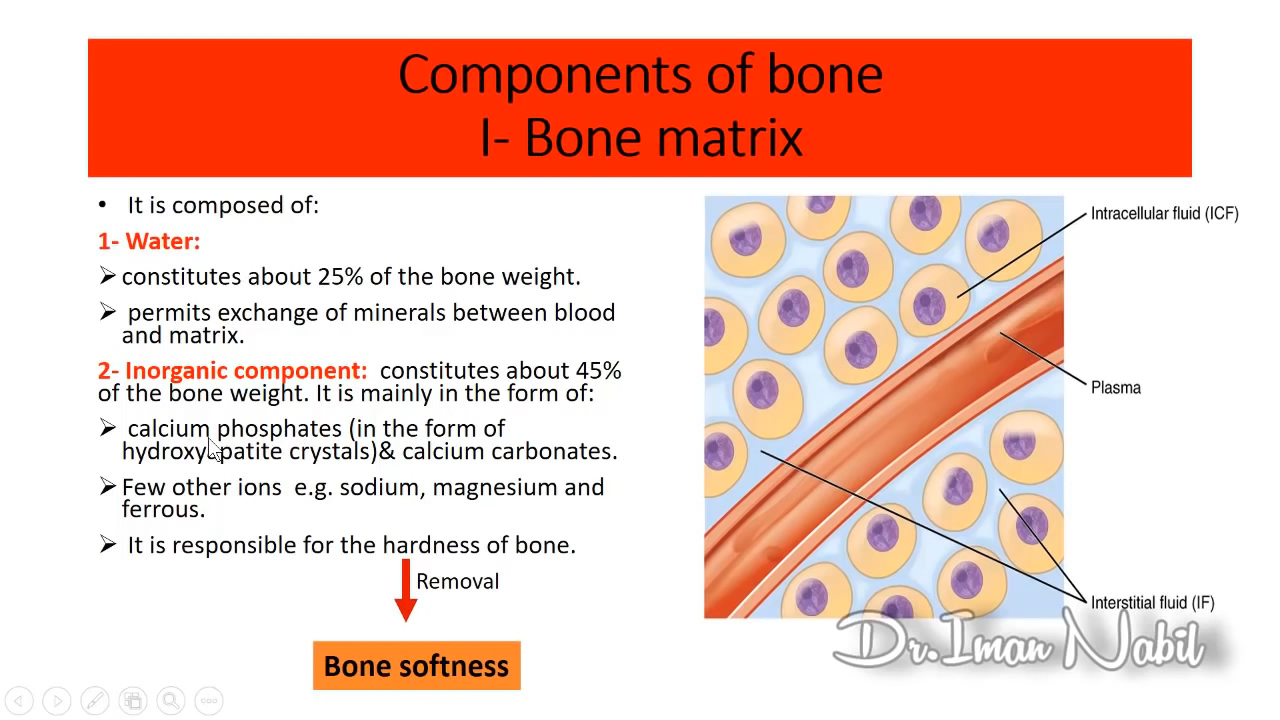 Components of bone
I- Bone matrix
• It is composed of:
1- Water:
➢ constitutes about 25% of the bone weight.
➢ permits exchange of minerals between blood
and matrix.
2- Inorganic component: constitutes about 45%
of the bone weight. It is mainly in the form of:
➢ calcium phosphates (in the form of
hydroxyapatite crystals)& calcium carbonates.
➢ Few other ions e.g. sodium, magnesium and
ferrous.
➢ It is responsible for the hardness of bone.
Removal
Bone softness
Intracellular fluid (ICF)
Plasma
Interstitial fluid (IF)
Dr.Iman Nabil